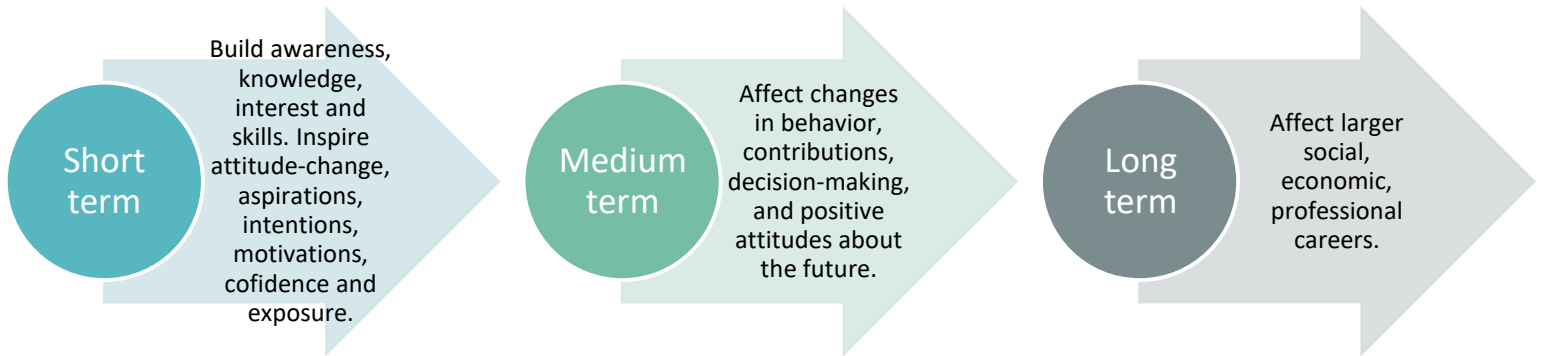 Short
term
Build awareness,
knowledge,
interest and
skills. Inspire
attitude-change,
aspirations,
intentions,
motivations,
cofidence and
exposure.
Medium
term
Affect changes
in behavior,
contributions,
decision-making,
and positive
attitudes about
the future.
Long
term
Affect larger
social,
economic,
professional
careers.